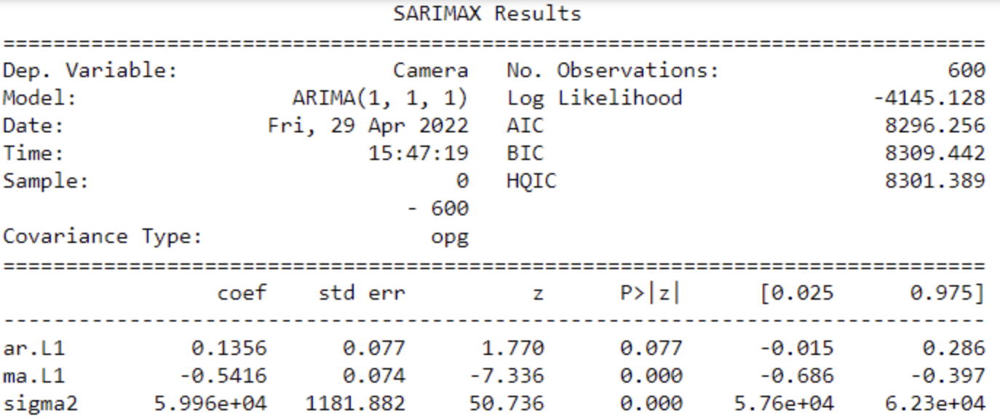 SARIMAX Results
==============================================================================
Dep. Variable:                 Camera   No. Observations:                  600
Model:                 ARIMA(1, 1, 1)   Log Likelihood               -4145.128
Date:                Fri, 29 Apr 2022   AIC                           8296.256
Time:                        15:47:19   BIC                           8309.442
Sample:                             0   HQIC                          8301.389
                                - 600
Covariance Type:                  opg
==============================================================================
                 coef    std err          z      P>|z|      [0.025      0.975]
------------------------------------------------------------------------------
ar.L1          0.1356      0.077      1.770      0.077      -0.015       0.286
ma.L1         -0.5416      0.074     -7.336      0.000      -0.686      -0.397
sigma2      5.996e+04   1181.882     50.736      0.000    5.76e+04    6.23e+04